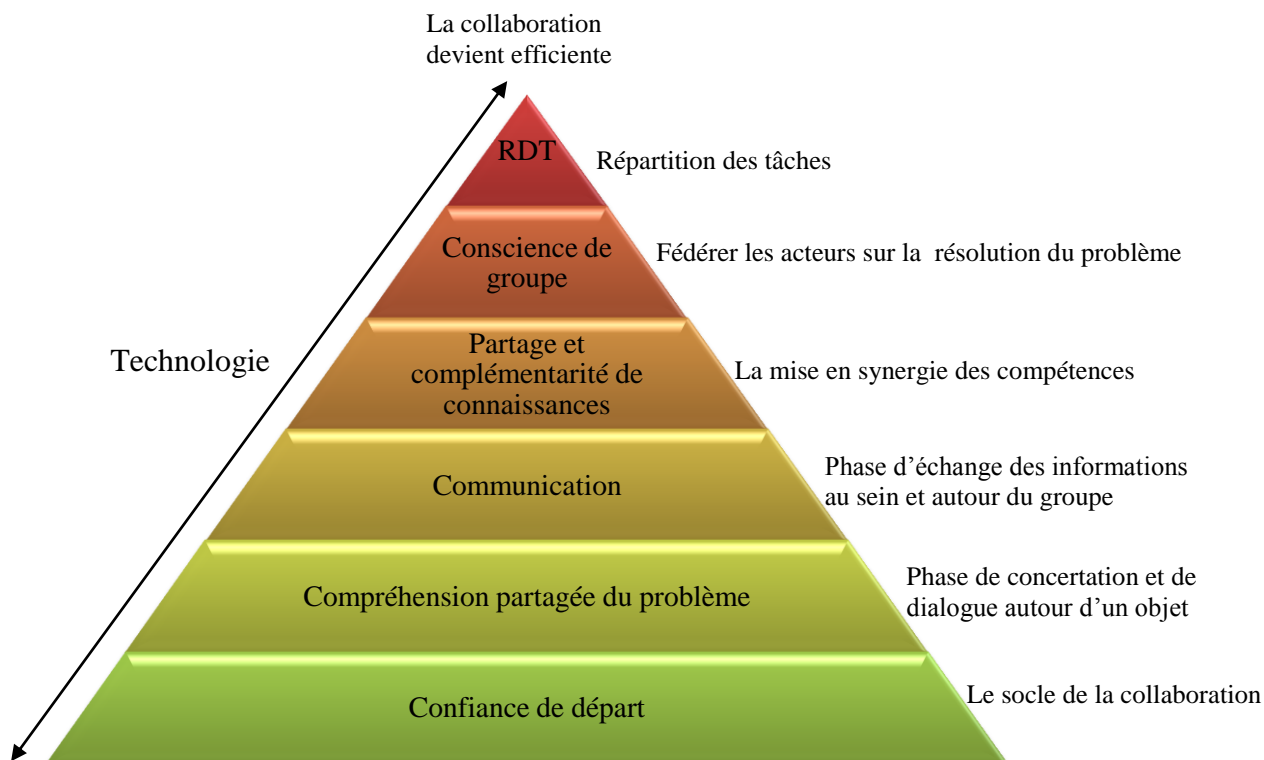 La collaboration
devient efficiente
RDT
Répartition des tâches
Conscience de
groupe
Fédérer les acteurs sur la résolution du problème
Technologie
Partage et
complémentarité de
connaissances
La mise en synergie des compétences
Communication
Phase d’échange des informations
au sein et autour du groupe
Compréhension partagée du problème
Phase de concertation et de
dialogue autour d’un objet
Confiance de départ
Le socle de la collaboration